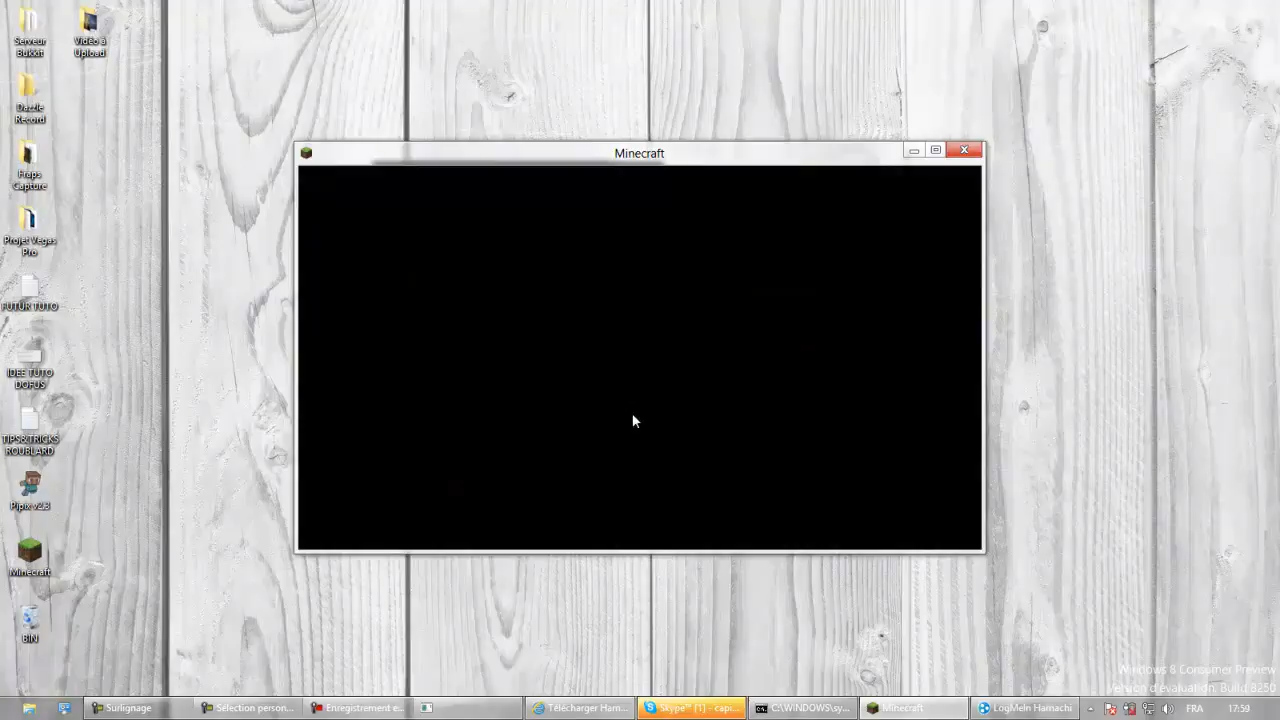 Serveur
Bukkit
Vidéo à
Upload
Dazzle
Record
Fraps
Capture
Projet Vegas
Pro
FUTUR TUTO
IDEE TUTO
DOFUS
TIPS&TRICKS
ROUBLARD
Pipix v2.3
Minecraft
BIN
Minecraft
Windows 8 Consumer Preview
Version d'évaluation. Build 8250
Surlignage
Sélection person...
Enregistrement e...
Télécharger Ham...
Skype™ [1] - capi...
C:\WINDOWS\sy...
Minecraft
LogMeIn Hamachi
FRA
17:59